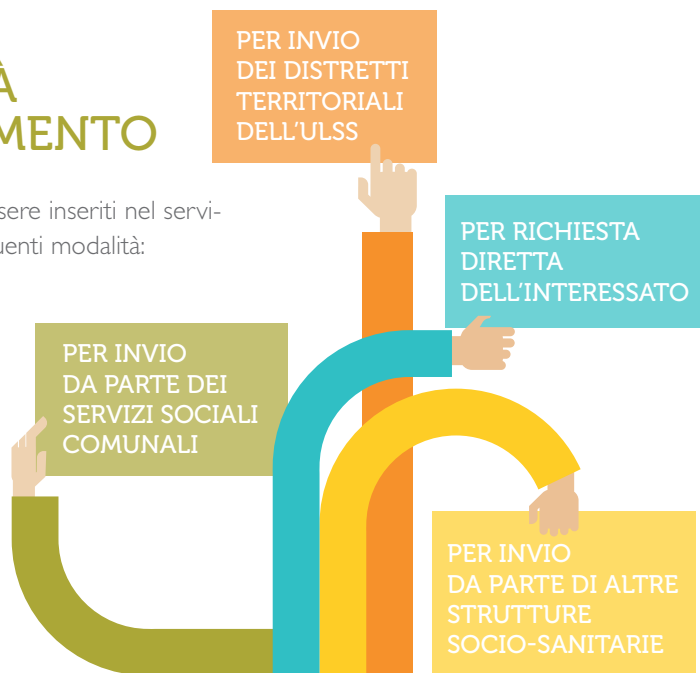 À
MENTO
sere inseriti nel servi-
uenti modalità:
PER INVIO
DEI DISTRETTI
TERRITORIALI
DELL'ULSS
PER RICHIESTA
DIRETTA
DELL'INTERESSATO
PER INVIO
DA PARTE DEI
SERVIZI SOCIALI
COMUNALI
PER INVIO
DA PARTE DI ALTRE
STRUTTURE
SOCIO-SANITARIE